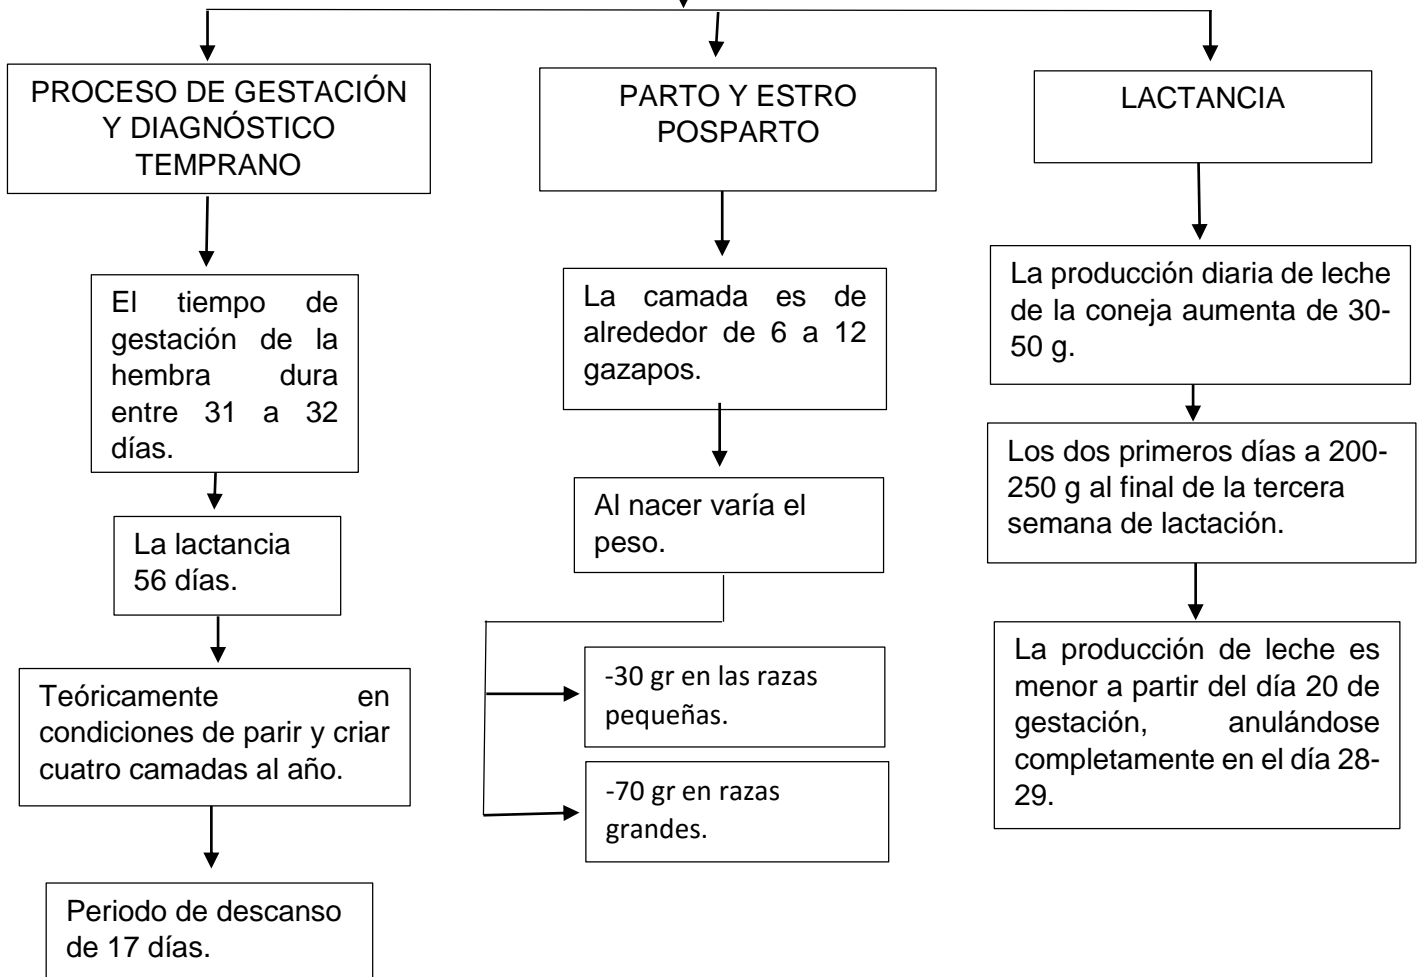 PROCESO DE GESTACIÓN
Y DIAGNÓSTICO
TEMPRANO
El tiempo de
gestación de la
hembra dura
entre 31 a 32
días.
La lactancia
56 días.
Teóricamente en
condiciones de parir y criar
cuatro camadas al año.
Periodo de descanso
de 17 días.
PARTO Y ESTRO
POSPARTO
La camada es de
alrededor de 6 a 12
gazapos.
Al nacer varía el
peso.
-30 gr en las razas
pequeñas.
-70 gr en razas
grandes.
LACTANCIA
La producción diaria de leche
de la coneja aumenta de 30-
50 g.
Los dos primeros días a 200-
250 g al final de la tercera
semana de lactación.
La producción de leche es
menor a partir del día 20 de
gestación, anulándose
completamente en el día 28-
29.